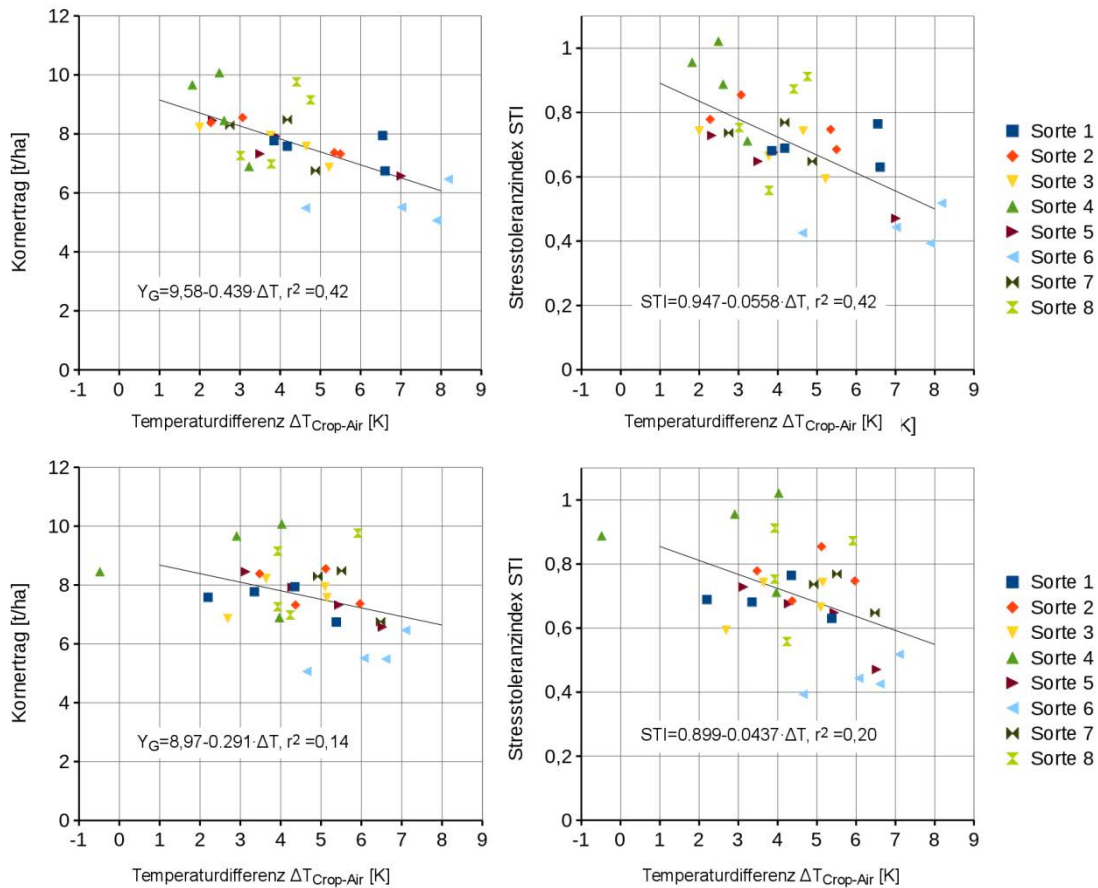 12
10
8
6
4
2
0
-1 0 1 2 3 4 5 6 7 8 9
Kornertrag [t/ha]
Temperaturdifferenz ΔTCrop-Air [K]
YG=9,58-0.439·ΔT, r²=0,42
1
0,8
0,6
0,4
0,2
0
-1 0 1 2 3 4 5 6 7 8 9
Stresstoleranzindex STI
Temperaturdifferenz ΔTCrop-Air [K] K]
STI=0.947-0.0558·ΔT, r²=0,42
Sorte 1
Sorte 2
Sorte 3
Sorte 4
Sorte 5
Sorte 6
Sorte 7
Sorte 8
12
10
8
6
4
2
0
-1 0 1 2 3 4 5 6 7 8 9
Kornertrag [t/ha]
Temperaturdifferenz ΔTCrop-Air [K]
YG=8,97-0.291·ΔT, r²=0,14
1
0,8
0,6
0,4
0,2
0
-1 0 1 2 3 4 5 6 7 8 9
Stresstoleranzindex STI
Temperaturdifferenz ΔTCrop-Air [K]
STI=0.899-0.0437·ΔT, r²=0,20
Sorte 1
Sorte 2
Sorte 3
Sorte 4
Sorte 5
Sorte 6
Sorte 7
Sorte 8